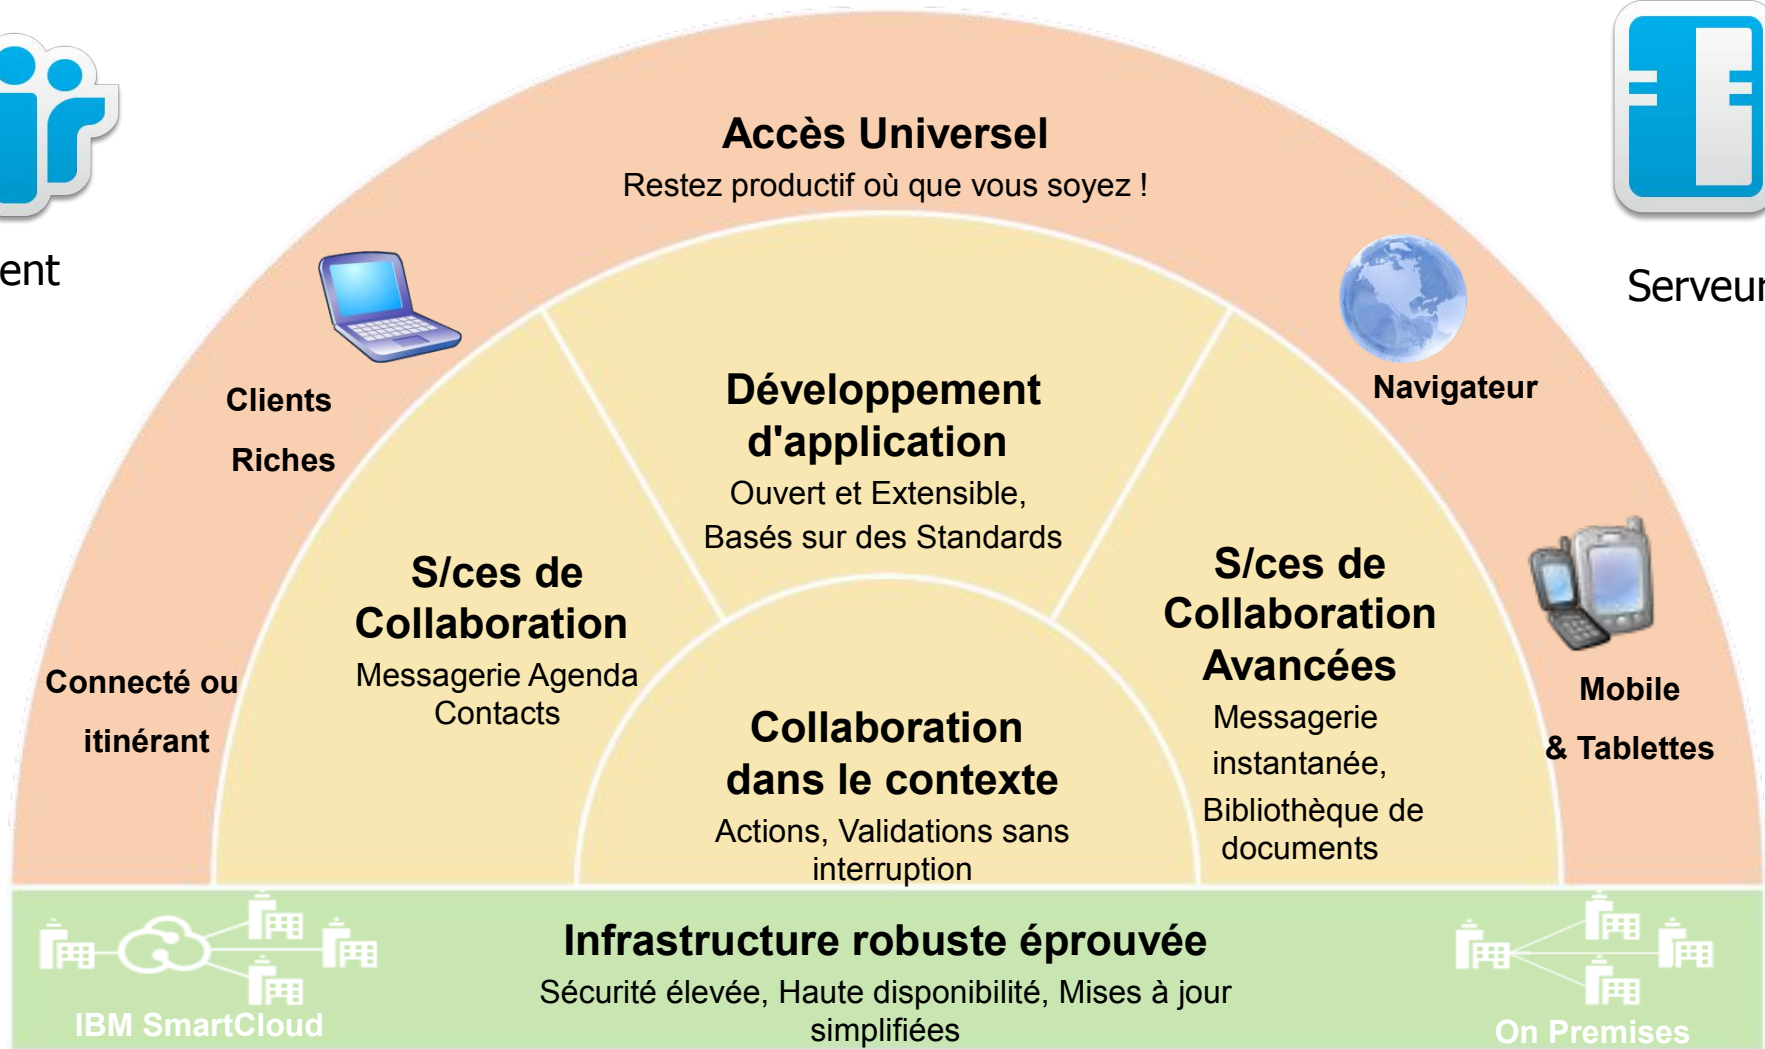 Accès Universel
Restez productif où que vous soyez !
ent
Serveur
Clients
Riches
Navigateur
Développement
d'application
Ouvert et Extensible,
Basés sur des Standards
S/ces de
Collaboration
Messagerie Agenda
Contacts
S/ces de
Collaboration
Avancées
Messagerie
instantanée,
Bibliothèque de
documents
Connecté ou
itinérant
Mobile
& Tablettes
Collaboration
dans le contexte
Actions, Validations sans
interruption
Infrastructure robuste éprouvée
Sécurité élevée, Haute disponibilité, Mises à jour
simplifiées
IBM SmartCloud
On Premises